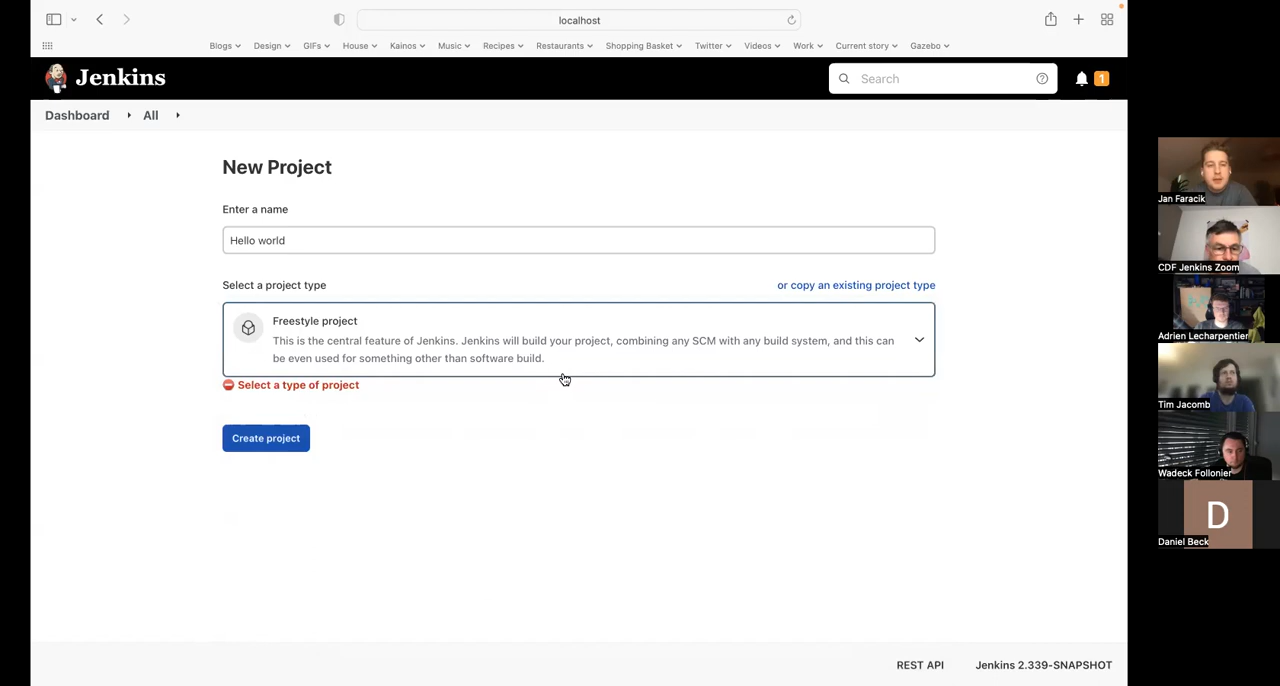 localhost
Blogs Design GIFs House Kainos Music Recipes Restaurants Shopping Basket Twitter Videos Work Current story Gazebo
Jenkins
Search
1
Dashboard All
New Project
Enter a name
Hello world
Select a project type
or copy an existing project type
Freestyle project
This is the central feature of Jenkins. Jenkins will build your project, combining any SCM with any build system, and this can
be even used for something other than software build.
Select a type of project
Create project
REST API Jenkins 2.339-SNAPSHOT
Jan Faracik
CDF Jenkins Zoom
Adrien Lecharpentier
Tim Jacomb
Wadeck Follonier
D
Daniel Beck